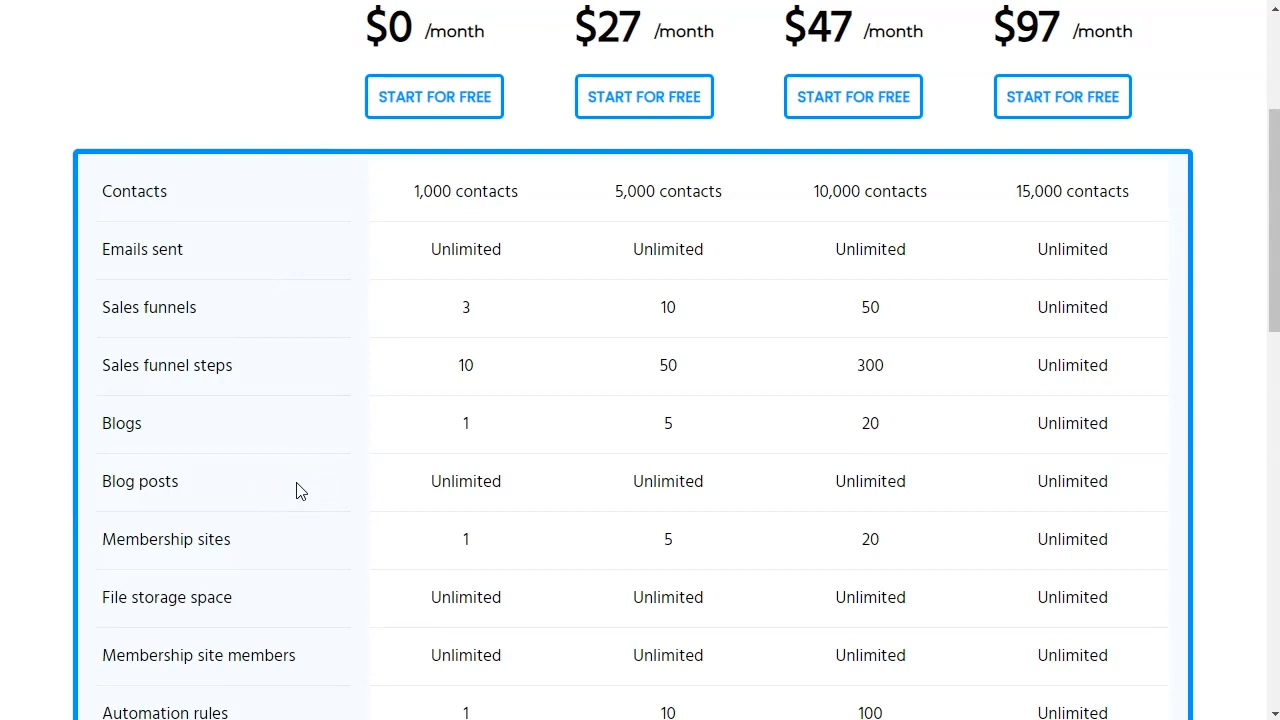 $0 /month $27 /month $47 /month $97 /month
START FOR FREE START FOR FREE START FOR FREE START FOR FREE
Contacts 1,000 contacts 5,000 contacts 10,000 contacts 15,000 contacts
Emails sent Unlimited Unlimited Unlimited Unlimited
Sales funnels 3 10 50 Unlimited
Sales funnel steps 10 50 300 Unlimited
Blogs 1 5 20 Unlimited
Blog posts Unlimited Unlimited Unlimited Unlimited
Membership sites 1 5 20 Unlimited
File storage space Unlimited Unlimited Unlimited Unlimited
Membership site members Unlimited Unlimited Unlimited Unlimited
Automation rules 1 10 100 Unlimited